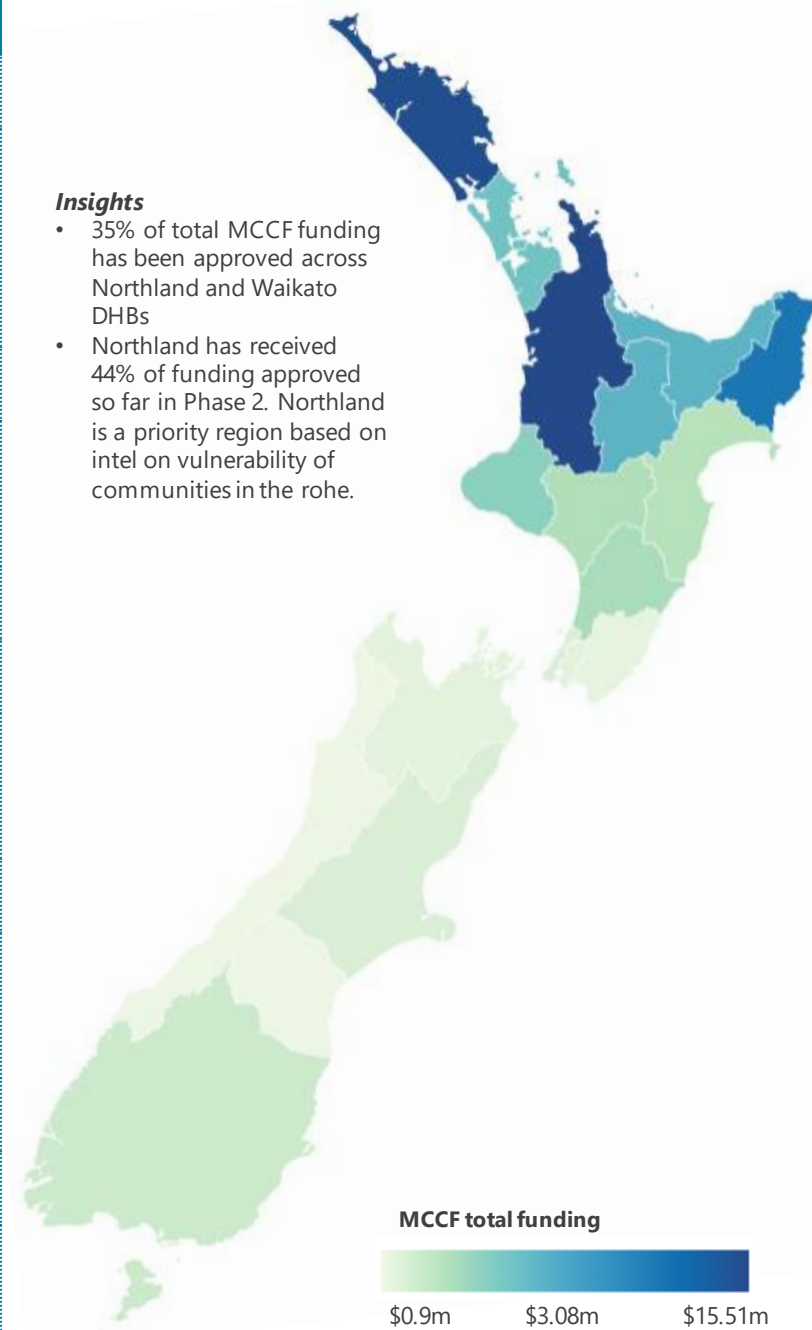 Insights
• 35% of total MCCF funding
has been approved across
Northland and Waikato
DHBs
• Northland has received
44% of funding approved
so far in Phase 2. Northland
is a priority region based on
intel on vulnerability of
communities in the rohe.
MCCF total funding
$0.9m $3.08m $15.51m